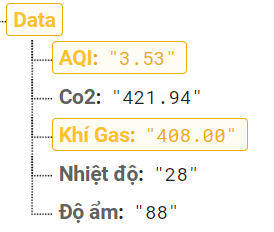 Data
AQI: "3.53"
Co2: "421.94"
Khí Gas: "408.00"
Nhiệt độ: "28"
Độ ẩm: "88"